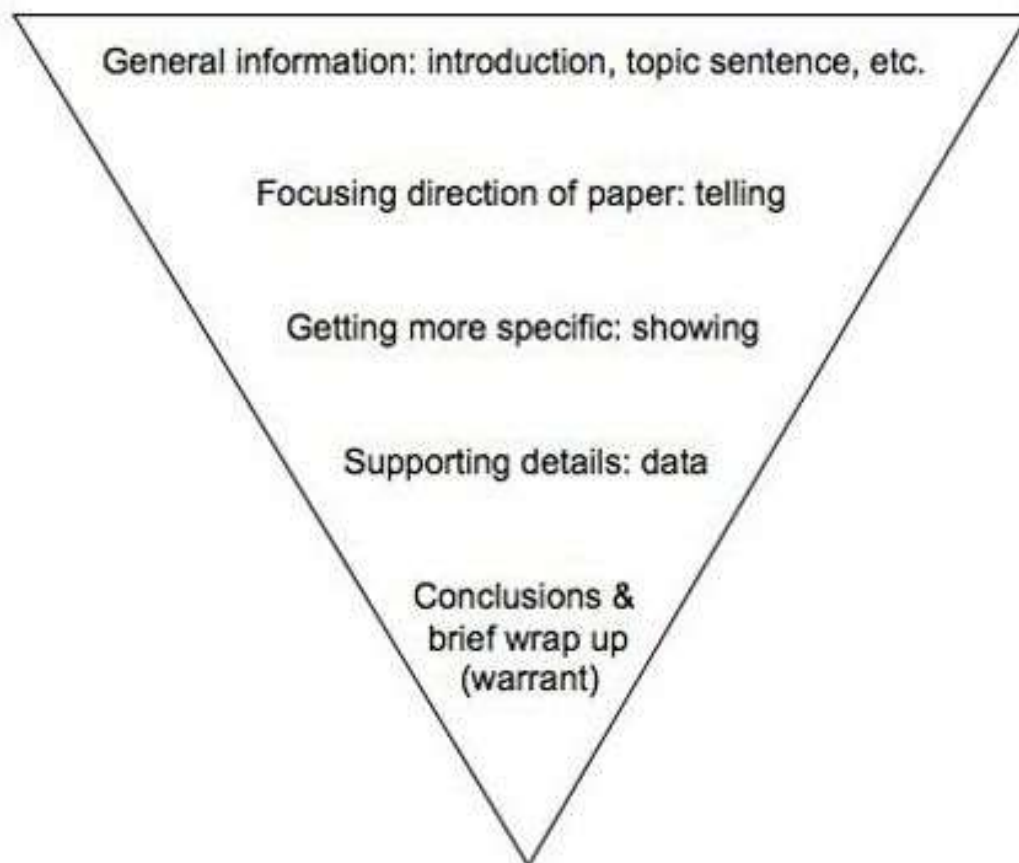 General information: introduction, topic sentence, etc.
Focusing direction of paper: telling
Getting more specific: showing
Supporting details: data
Conclusions &
brief wrap up
(warrant)